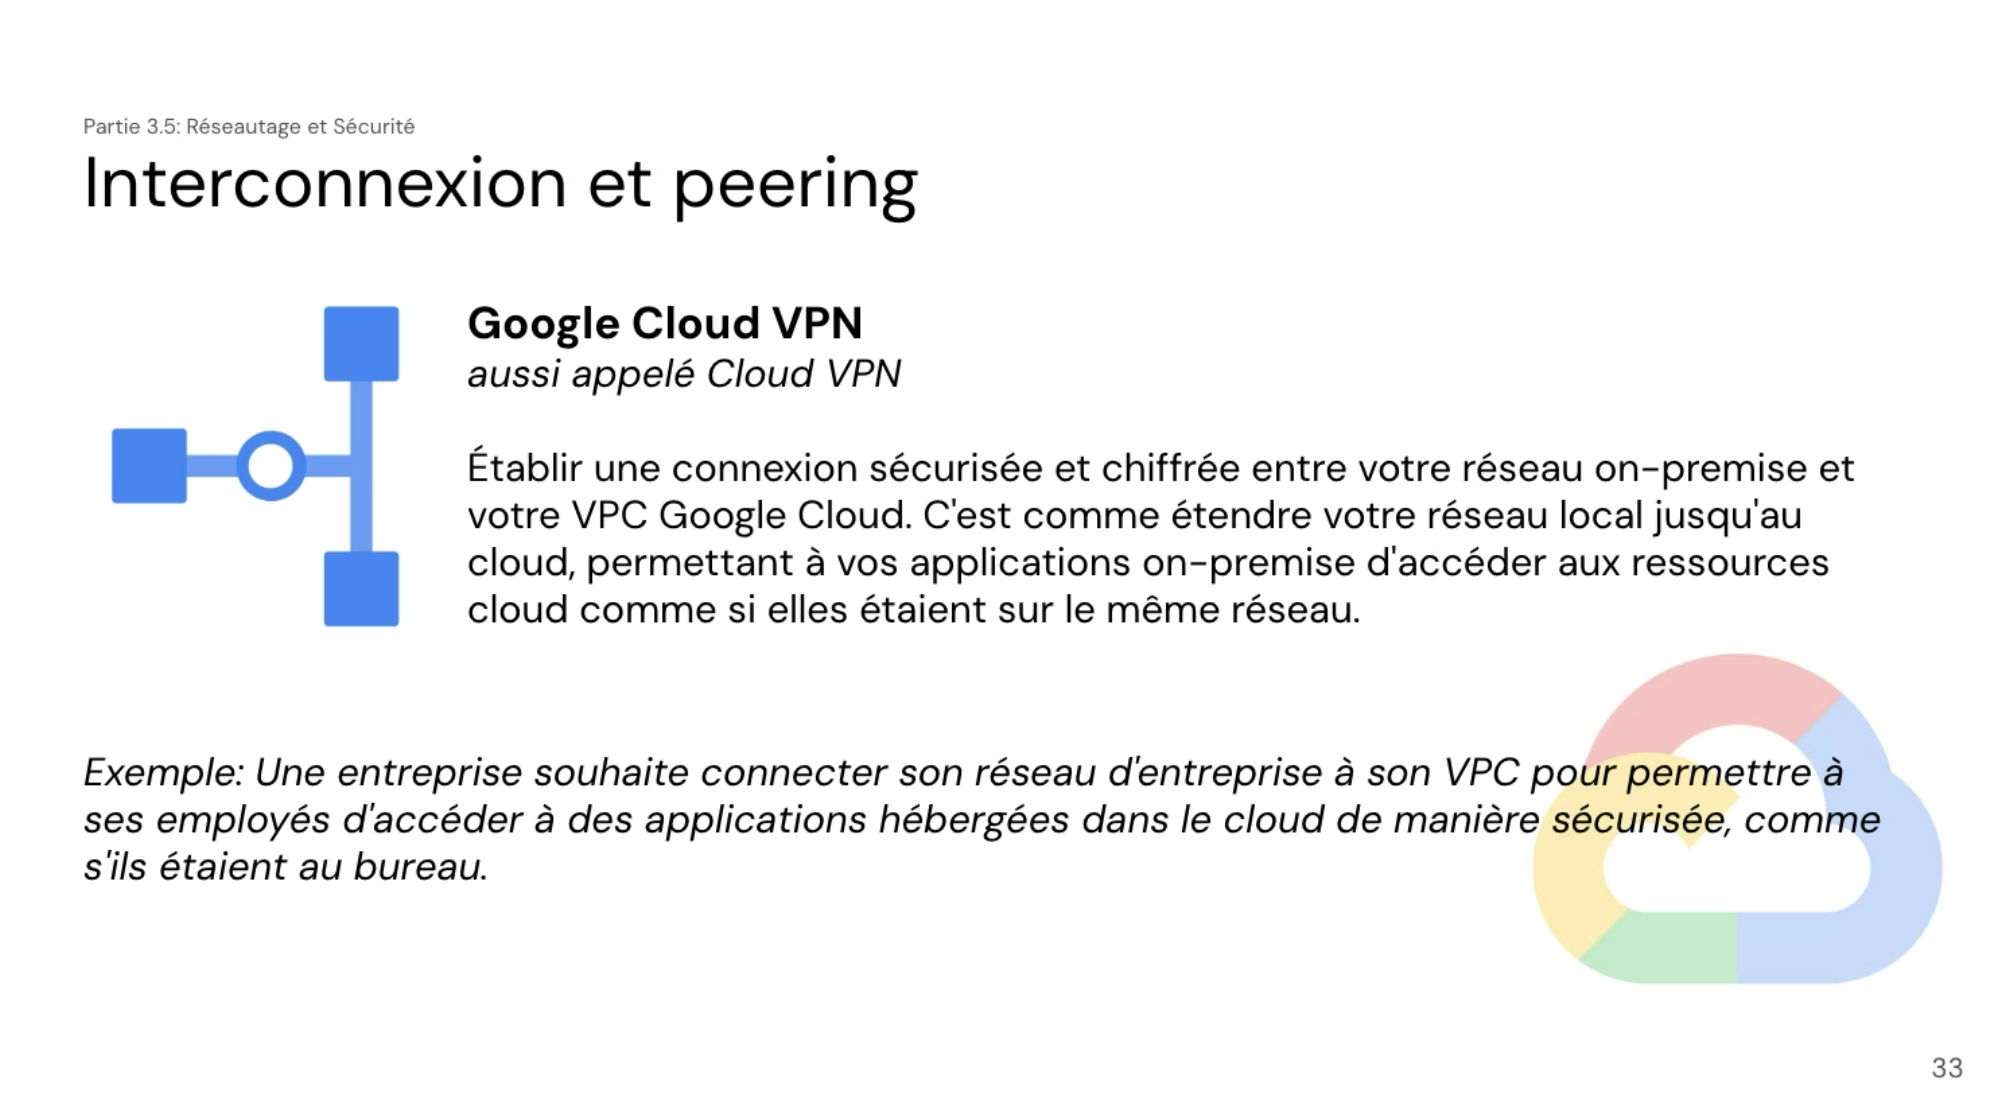 Partie 3.5: Réseautage et Sécurité
Interconnexion et peering
Google Cloud VPN
aussi appelé Cloud VPN
Établir une connexion sécurisée et chiffrée entre votre réseau on-premise et
votre VPC Google Cloud. C'est comme étendre votre réseau local jusqu'au
cloud, permettant à vos applications on-premise d'accéder aux ressources
cloud comme si elles étaient sur le même réseau.
Exemple: Une entreprise souhaite connecter son réseau d'entreprise à son VPC pour permettre à
ses employés d'accéder à des applications hébergées dans le cloud de manière sécurisée, comme
s'ils étaient au bureau.
33